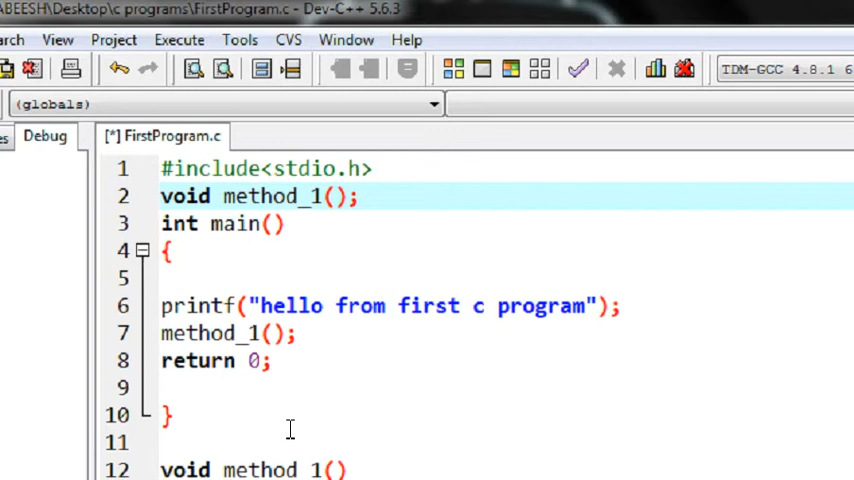 ABEESH\Desktop\c programs\FirstProgram.c - Dev-C++ 5.6.3
arch View Project Execute Tools CVS Window Help
TDM-GCC 4.8.1 6
(globals)
es Debug [*] FirstProgram.c
1 #include<stdio.h>
2 void method_1();
3 int main()
4 {
5
6 printf("hello from first c program");
7 method_1();
8 return 0;
9
10 }
11
12 void method_1()